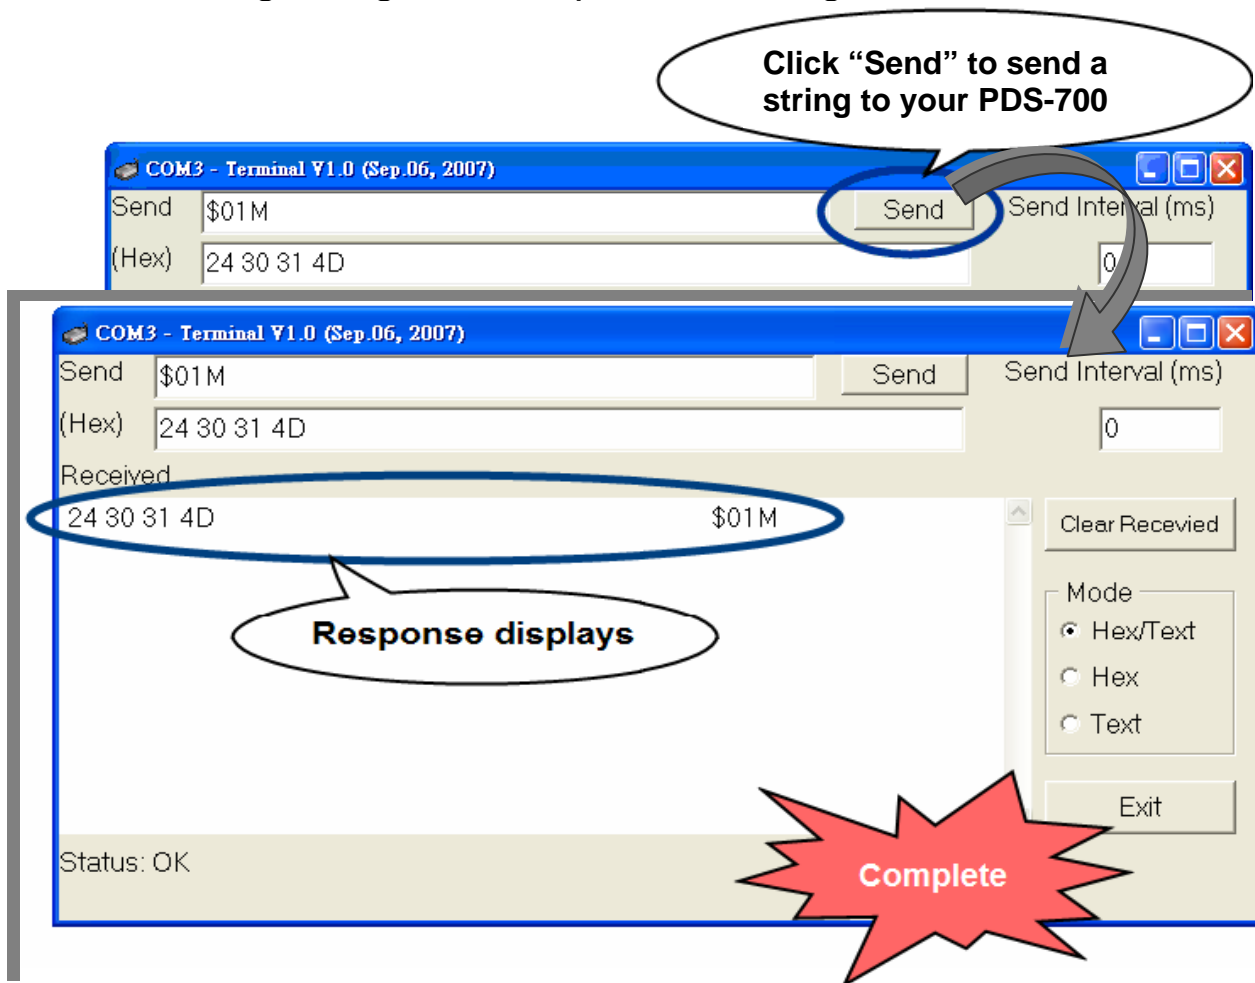 Click “Send” to send a
string to your PDS-700
COM3 - Terminal V1.0 (Sep.06, 2007)
Send $01M Send Send Interval (ms)
(Hex) 24 30 31 4D 0
COM3 - Terminal V1.0 (Sep.06, 2007)
Send $01M Send Send Interval (ms)
(Hex) 24 30 31 4D 0
Received
24 30 31 4D $01M
Clear Recevied
Response displays
Mode
Hex/Text
Hex
Text
Exit
Status: OK
Complete